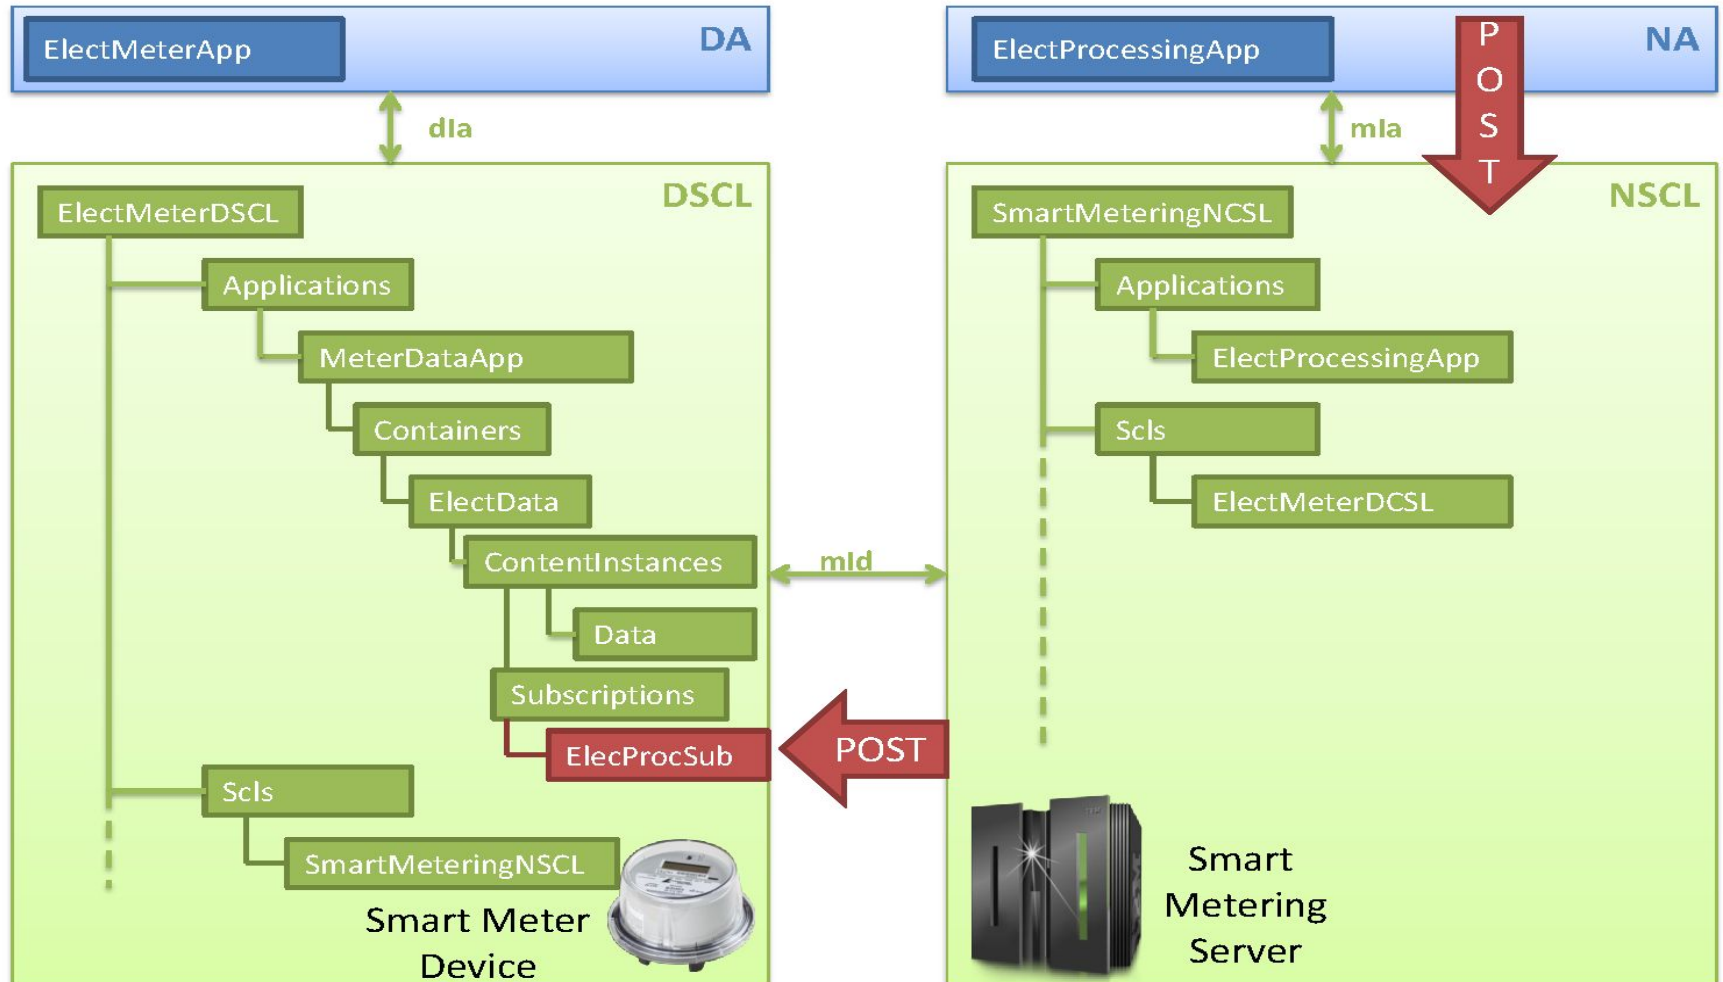 ElectMeterApp
DA
ElectProcessingApp
NA
P
O
S
T
dIa
mIa
DSCL
ElectMeterDSCL
Applications
MeterDataApp
Containers
ElectData
ContentInstances
Data
Subscriptions
ElecProcSub
Scls
SmartMeteringNSCL
Smart Meter
Device
mId
POST
NSCL
SmartMeteringNCSL
Applications
ElectProcessingApp
Scls
ElectMeterDCSL
Smart
Metering
Server